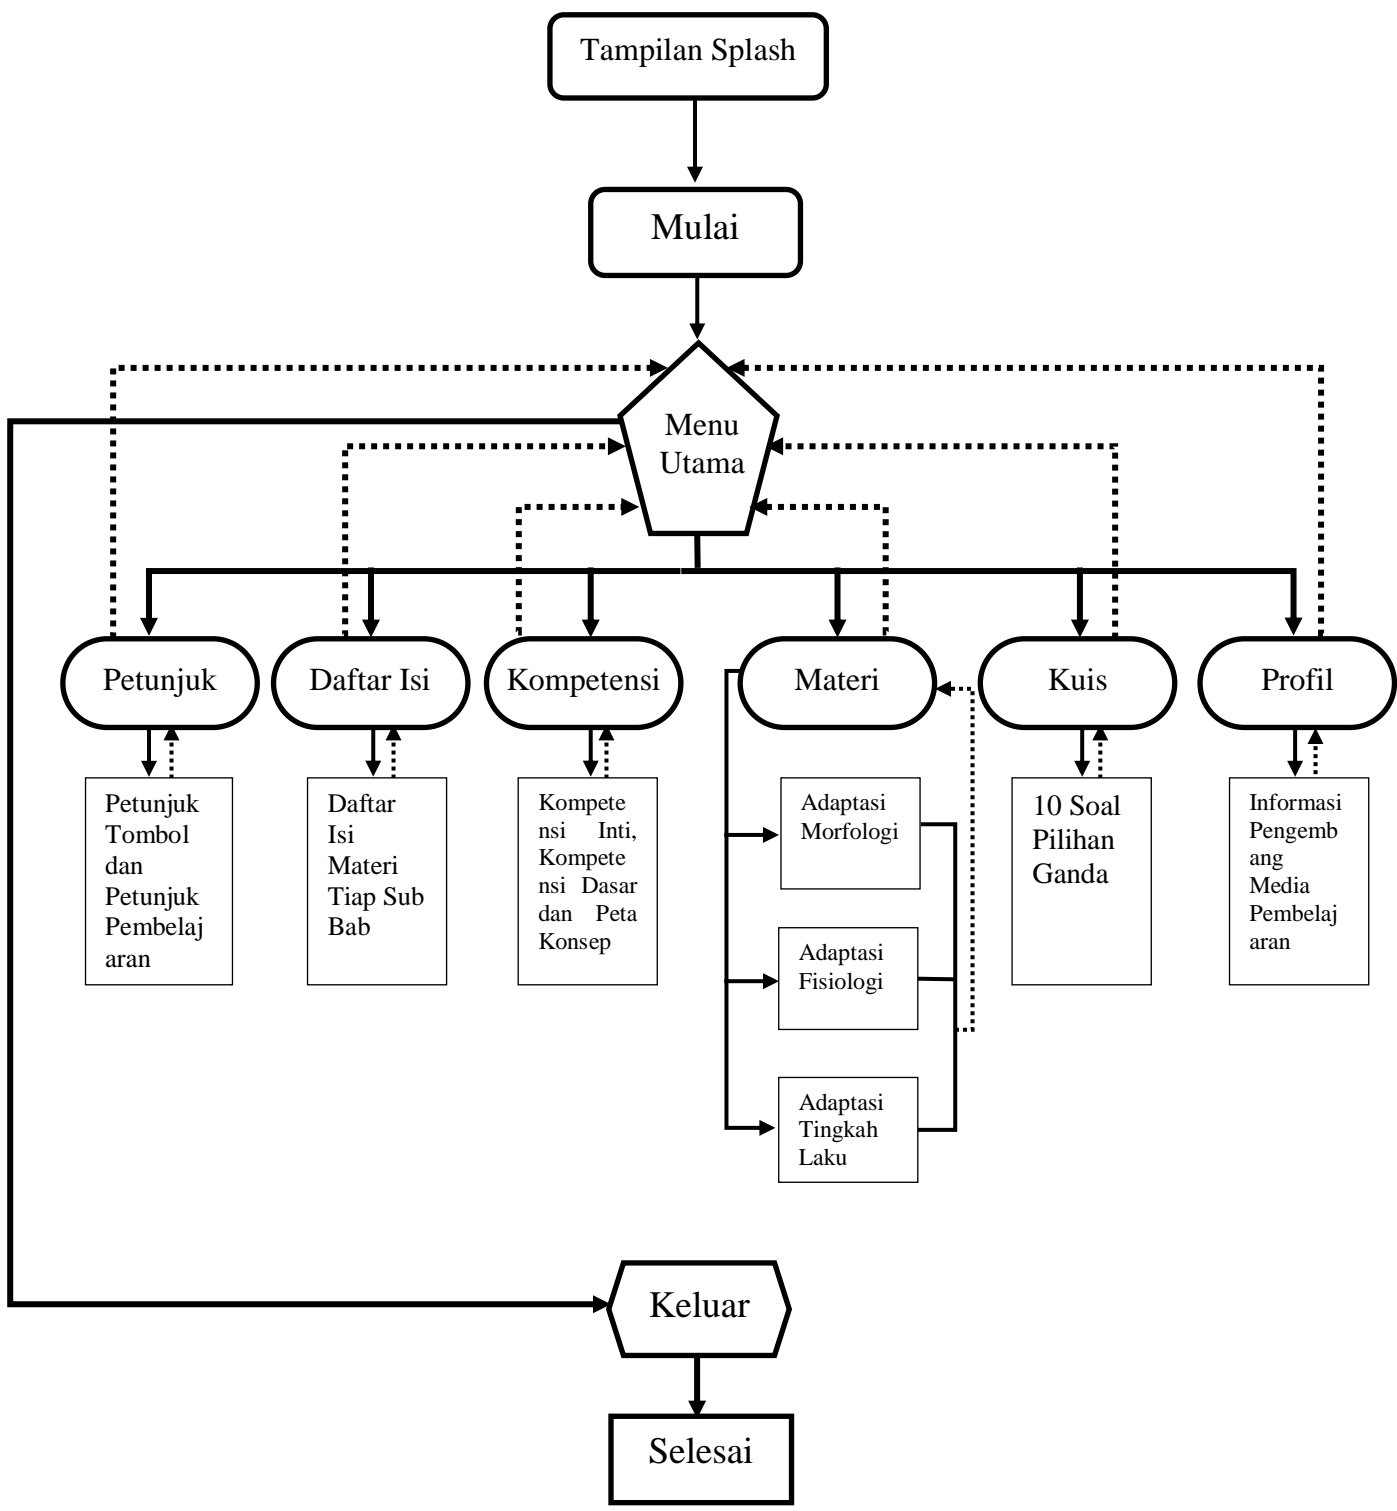 Tampilan Splash
Mulai
Menu
Utama
Petunjuk
Daftar Isi
Kompetensi
Materi
Kuis
Profil
Petunjuk
Tombol
dan
Petunjuk
Pembelaj
aran
Daftar
Isi
Materi
Tiap Sub
Bab
Kompete
nsi Inti,
Kompete
nsi Dasar
dan Peta
Konsep
Adaptasi
Morfologi
Adaptasi
Fisiologi
Adaptasi
Tingkah
Laku
10 Soal
Pilihan
Ganda
Informasi
Pengemb
ang
Media
Pembelaj
aran
Keluar
Selesai